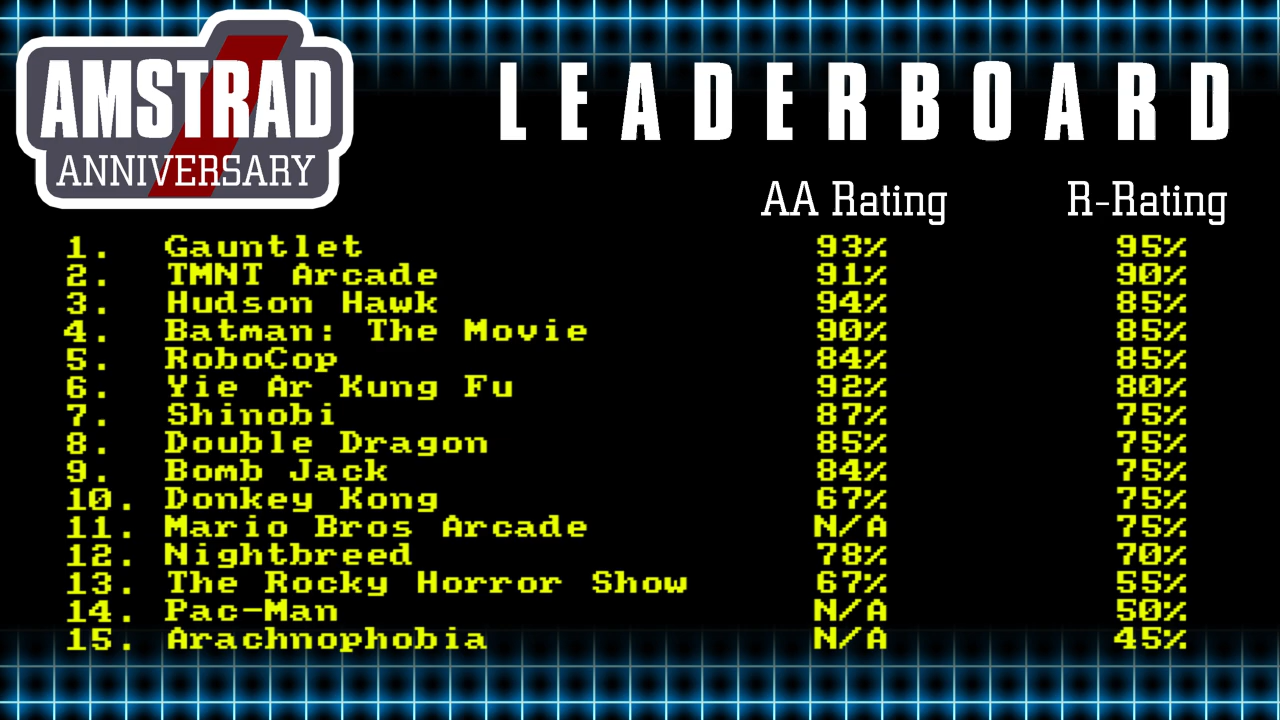 AMSTRAD
ANNIVERSARY
LEADERBOARD
AA Rating R-Rating
1. Gauntlet 93% 95%
2. TMNT Arcade 91% 90%
3. Hudson Hawk 94% 85%
4. Batman: The Movie 90% 85%
5. RoboCop 84% 85%
6. Yie Ar Kung Fu 92% 80%
7. Shinobi 87% 75%
8. Double Dragon 85% 75%
9. Bomb Jack 84% 75%
10. Donkey Kong 67% 75%
11. Mario Bros Arcade N/A 75%
12. Nightbreed 78% 70%
13. The Rocky Horror Show 67% 55%
14. Pac-Man N/A 50%
15. Arachnophobia N/A 45%